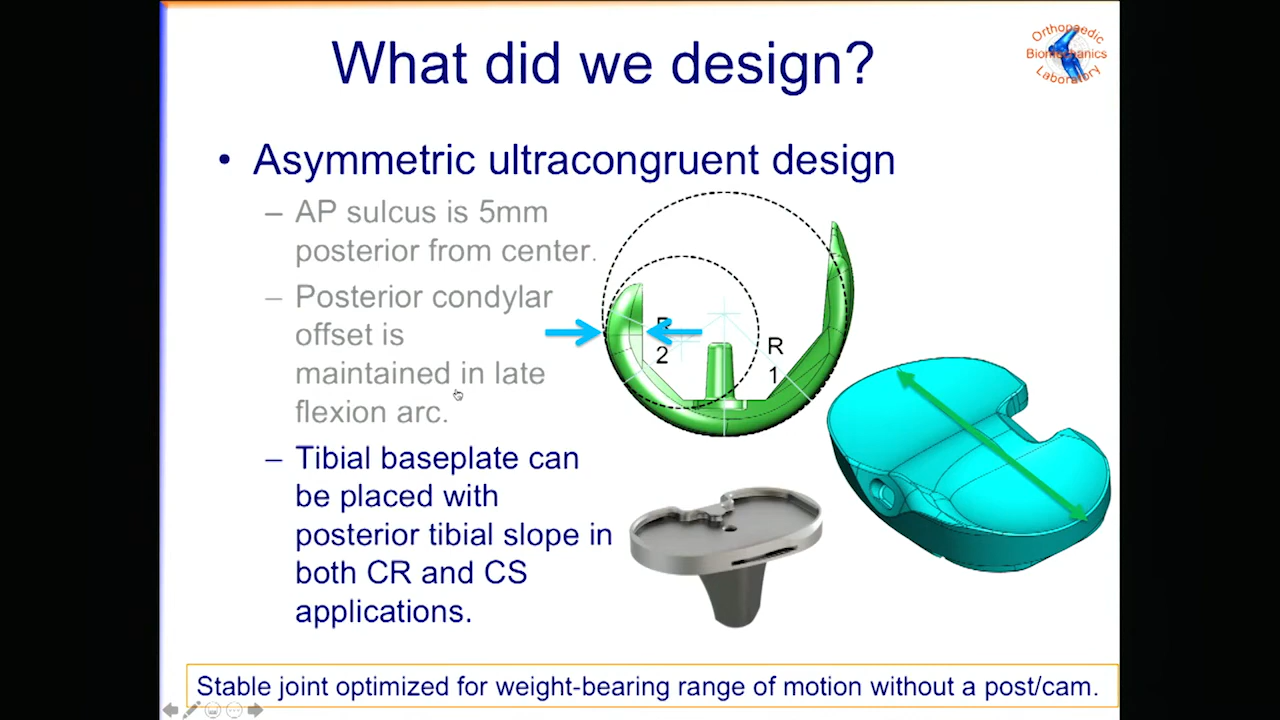 What did we design?
Orthopaedic
Biomechanics
Laboratory
• Asymmetric ultracongruent design
– AP sulcus is 5mm
posterior from center.
– Posterior condylar
offset is
maintained in late
flexion arc.
– Tibial baseplate can
be placed with
posterior tibial slope in
both CR and CS
applications.
2
R
1
Stable joint optimized for weight-bearing range of motion without a post/cam.